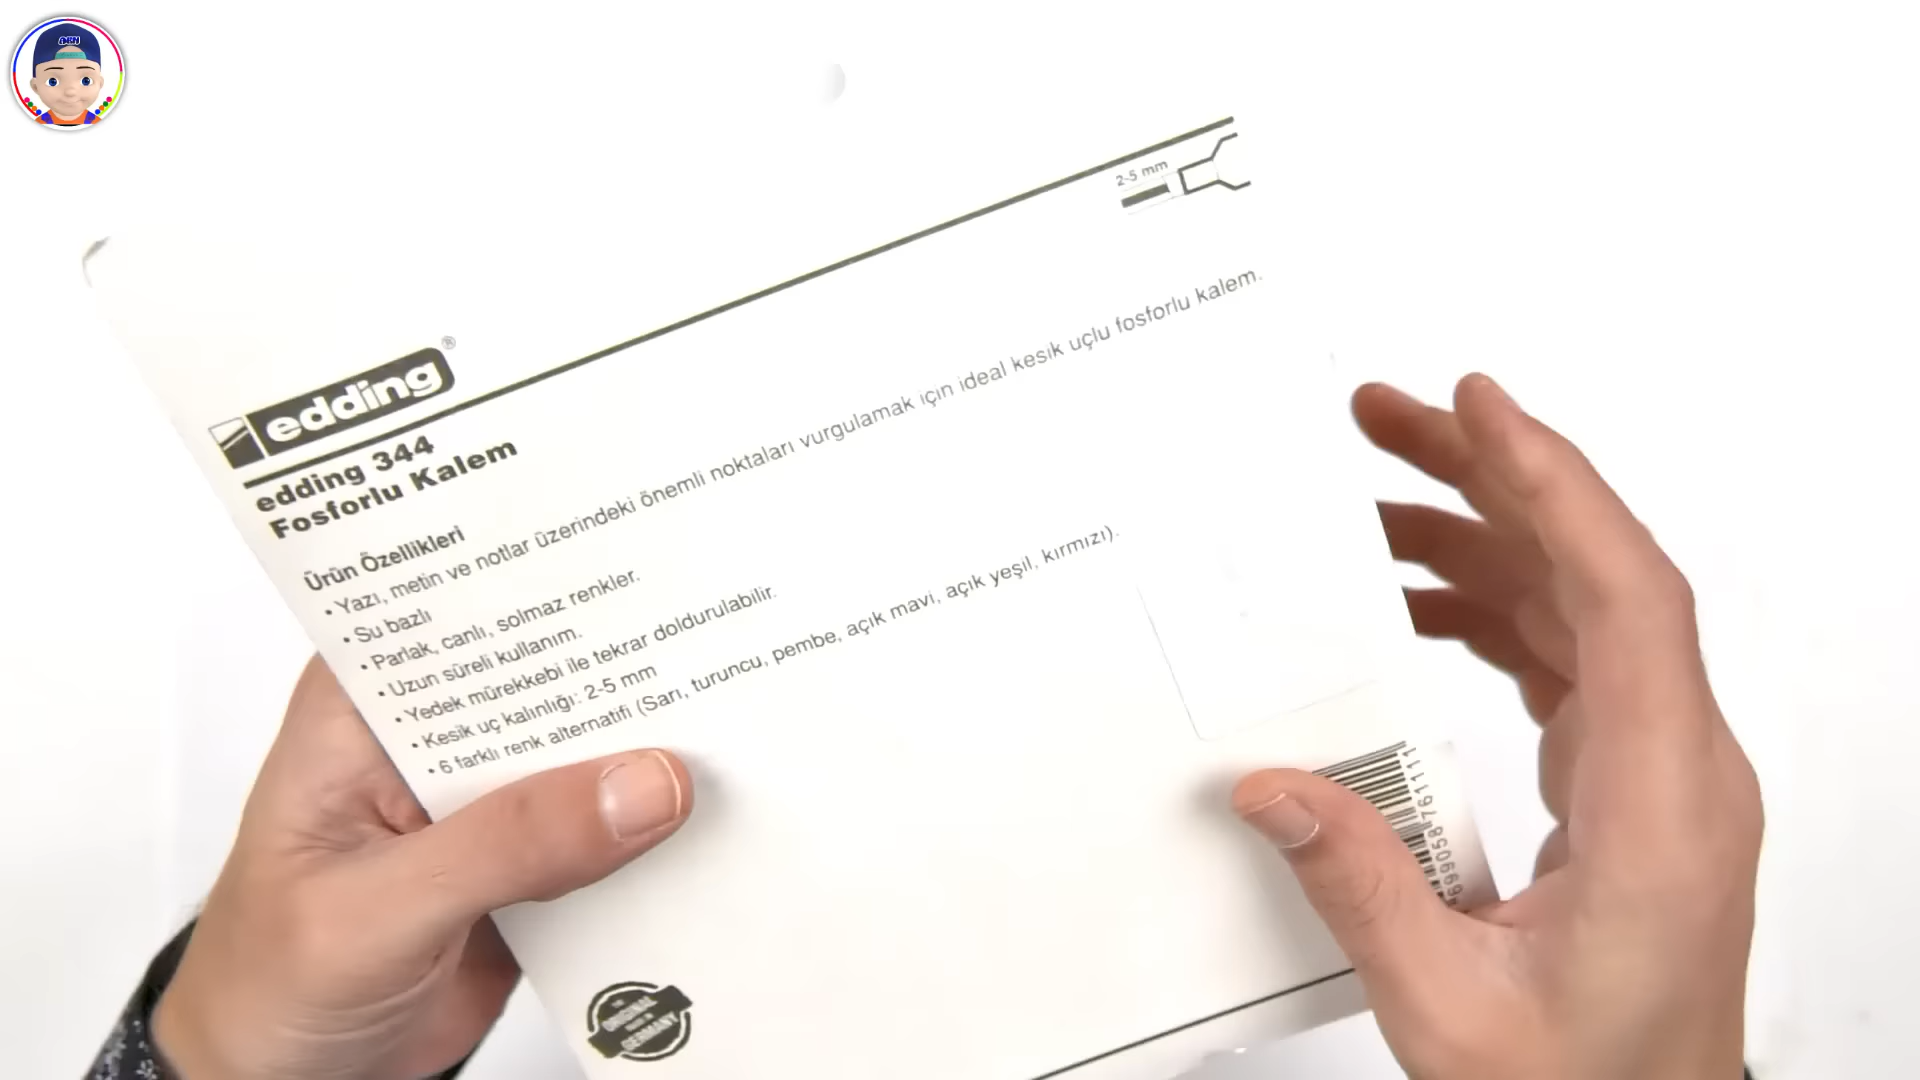 2-5 mm
edding®
edding 344
Fosforlu Kalem
Ürün Özellikleri
• Yazı, metin ve notlar üzerindeki önemli noktaları vurgulamak için ideal kesik uçlu fosforlu kalem.
• Su bazlı
• Parlak, canlı, solmaz renkler.
• Uzun süreli kullanım.
• Yedek mürekkebi ile tekrar doldurulabilir.
• Kesik uç kalınlığı: 2-5 mm
• 6 farklı renk alternatifi (Sarı, turuncu, pembe, açık mavi, açık yeşil, kırmızı).
699058761111
ORIGINAL
MADE IN
GERMANY